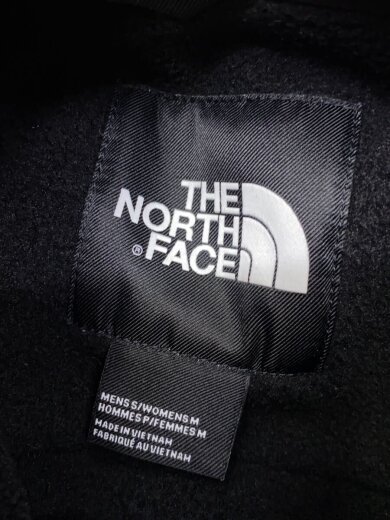 THE
NORTH
® FACE
MENS S/WOMENS M
HOMMES P/FEMMES M
MADE IN VIETNAM
FABRIQUÉ AU VIETNAM